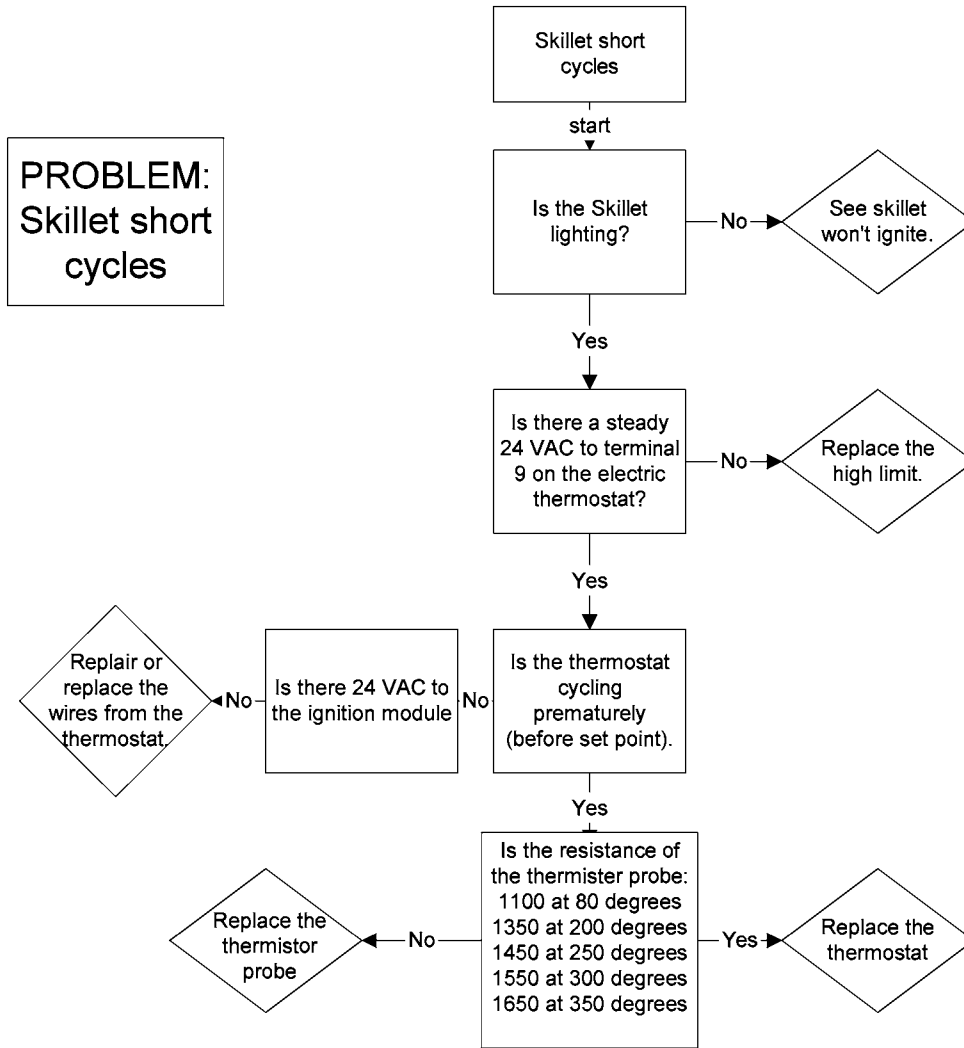 PROBLEM:
Skillet short
cycles
Skillet short
cycles
start
Is the Skillet
lighting?
No
See skillet
won't ignite.
Yes
Is there a steady
24 VAC to terminal
9 on the electric
thermostat?
No
Replace the
high limit.
Yes
Is the thermostat
cycling
prematurely
(before set point).
No
Is there 24 VAC to
the ignition module
No
Replair or
replace the
wires from the
thermostat.
Yes
Is the resistance of
the thermister probe:
1100 at 80 degrees
1350 at 200 degrees
1450 at 250 degrees
1550 at 300 degrees
1650 at 350 degrees
No
Replace the
thermistor
probe
Yes
Replace the
thermostat